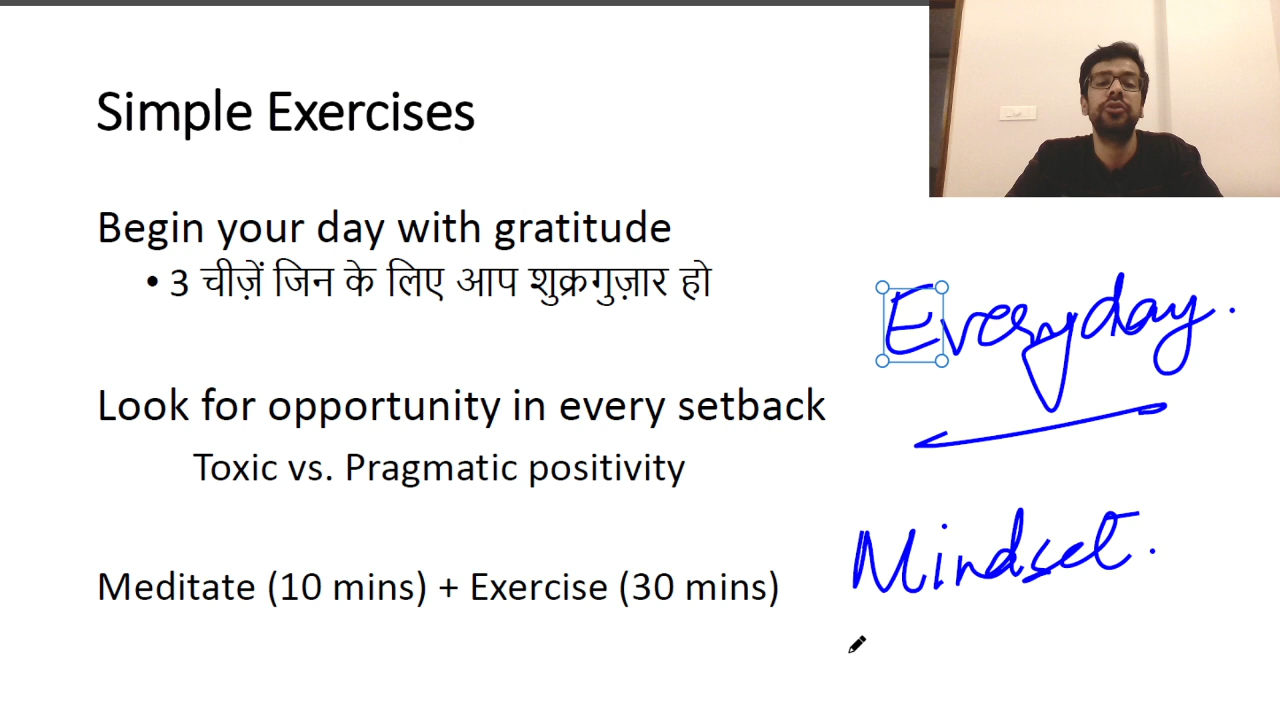 Simple Exercises
Begin your day with gratitude
• 3 चीज़ें जिन के लिए आप शुक्रगुज़ार हो
Everyday.
Look for opportunity in every setback
Toxic vs. Pragmatic positivity
Mindset.
Meditate (10 mins) + Exercise (30 mins)